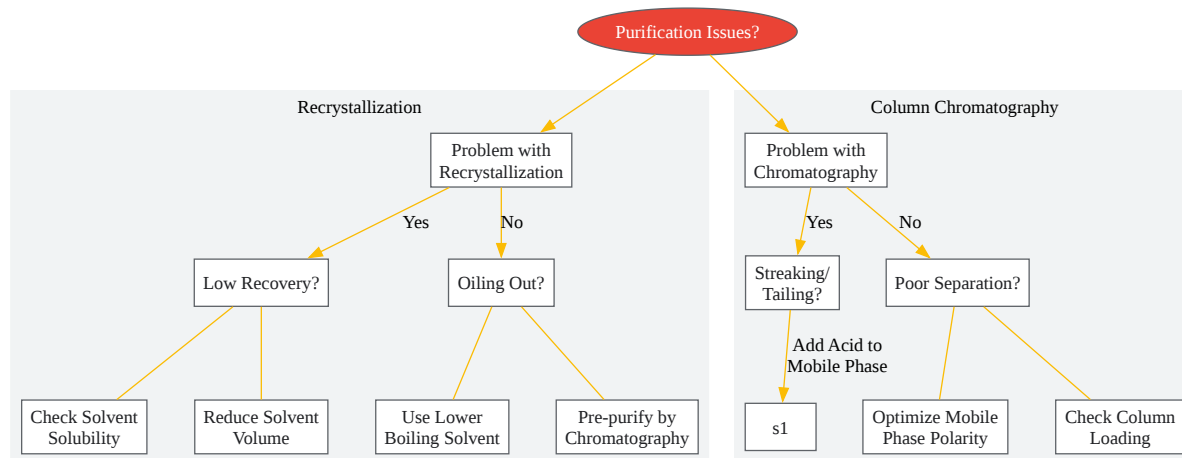 Purification Issues?
Recrystallization
Column Chromatography
Problem with
Recrystallization
Problem with
Chromatography
Yes
No
Yes
No
Low Recovery?
Oiling Out?
Streaking/
Tailing?
Poor Separation?
Add Acid to
Mobile Phase
Check Solvent
Solubility
Reduce Solvent
Volume
Use Lower
Boiling Solvent
Pre-purify by
Chromatography
s1
Optimize Mobile
Phase Polarity
Check Column
Loading